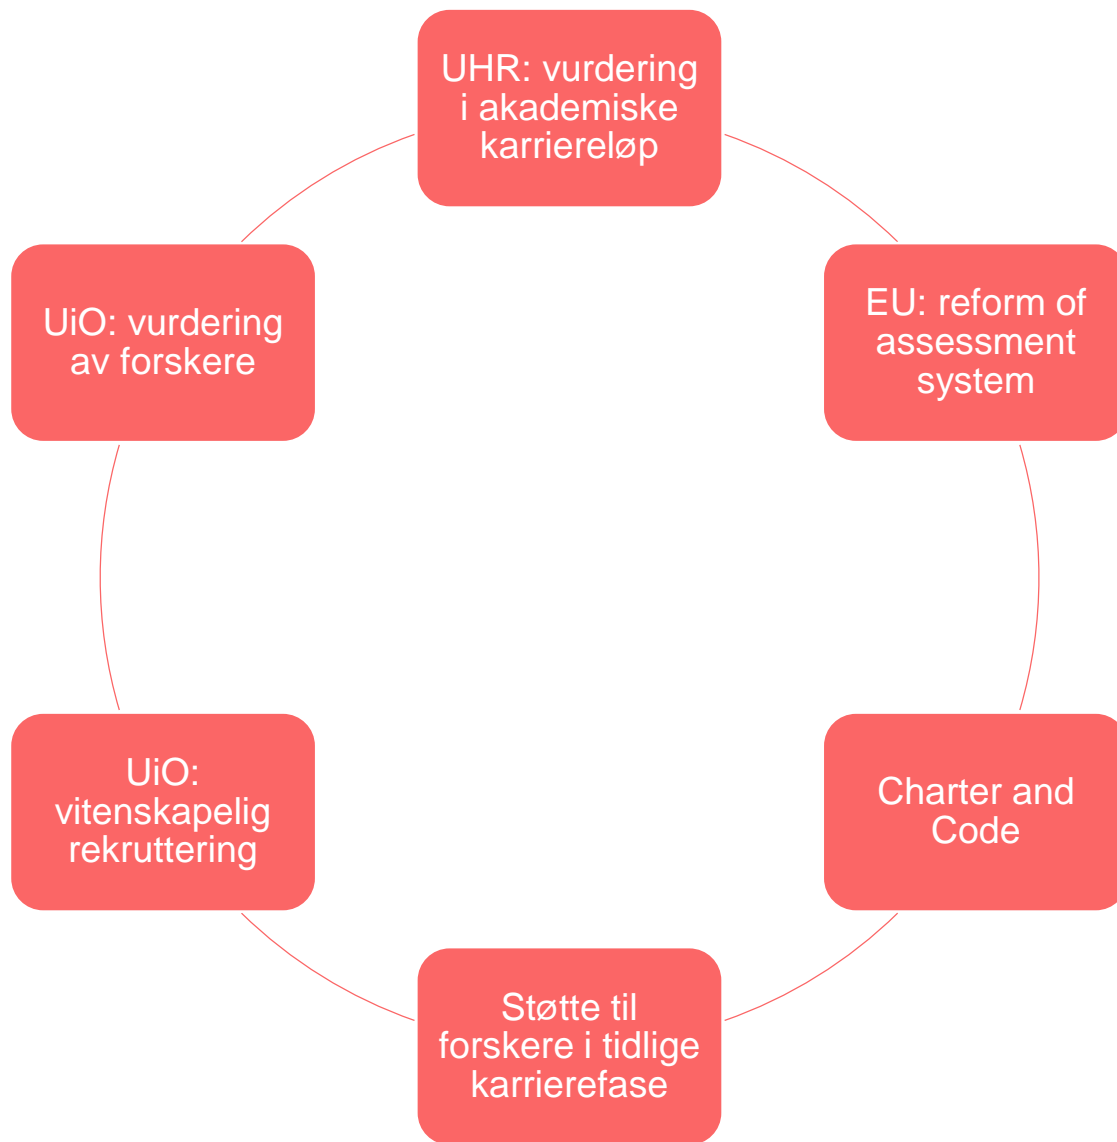 UHR: vurdering
i akademiske
karriereløp
EU: reform of
assessment
system
Charter and
Code
Støtte til
forskere i tidlige
karrierefase
UiO:
vitenskapelig
rekruttering
UiO: vurdering
av forskere